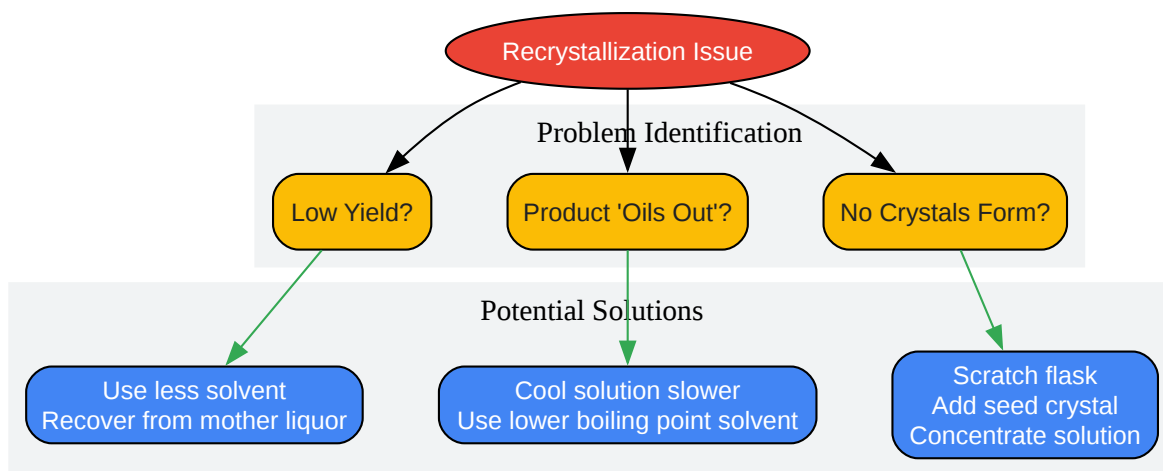 Recrystallization Issue
Problem Identification
Low Yield?
Product 'Oils Out'?
No Crystals Form?
Potential Solutions
Use less solvent
Recover from mother liquor
Cool solution slower
Use lower boiling point solvent
Scratch flask
Add seed crystal
Concentrate solution